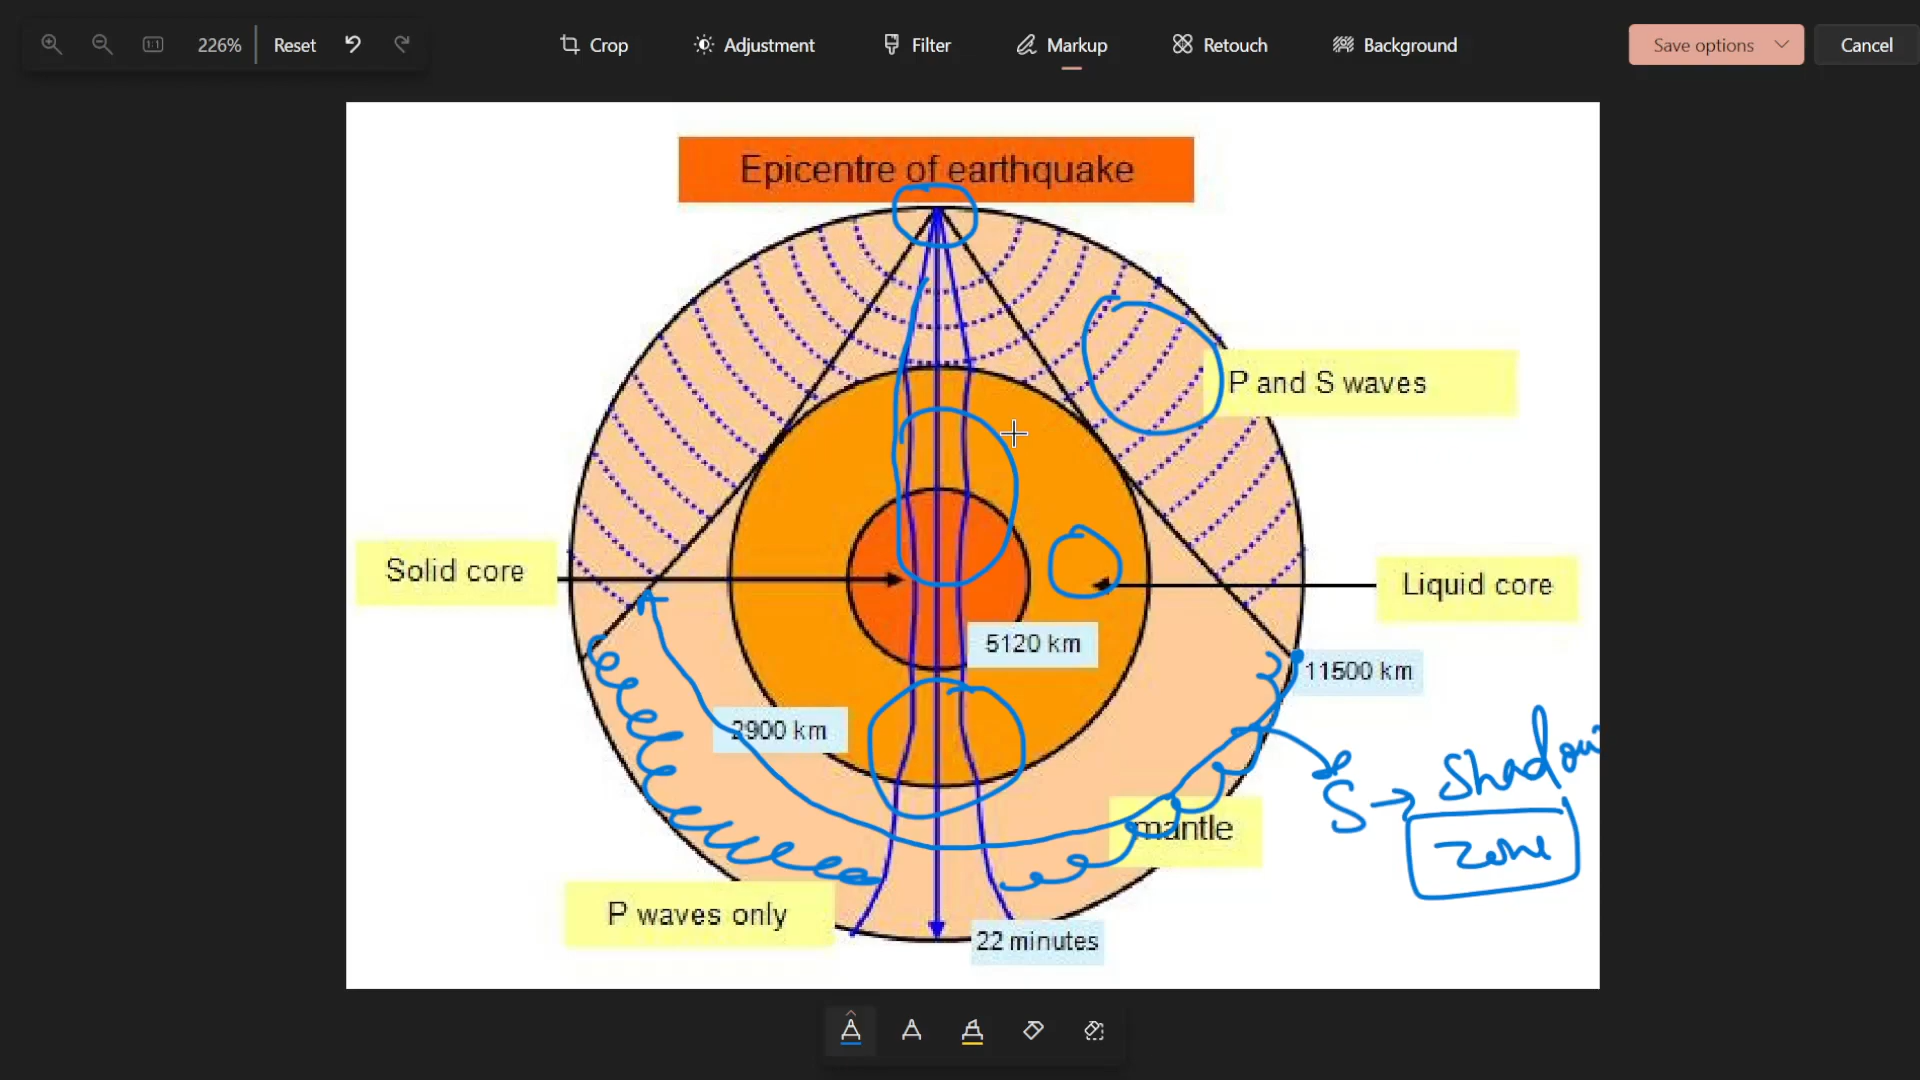 226% Reset Crop Adjustment Filter Markup Retouch Background Save options Cancel
Epicentre of earthquake
P and S waves
Solid core
Liquid core
5120 km
11500 km
2900 km
S → Shadow
mantle
Zone
P waves only
22 minutes